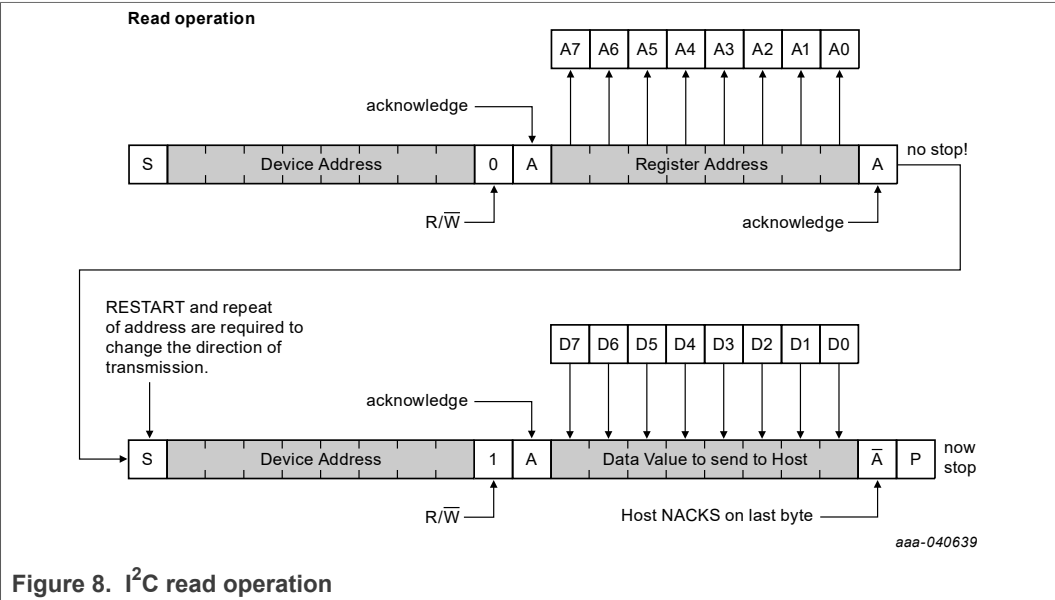 Read operation
A7 A6 A5 A4 A3 A2 A1 A0
acknowledge
S Device Address 0 A Register Address A no stop!
R/W̅ acknowledge
RESTART and repeat
of address are required to
change the direction of
transmission.
D7 D6 D5 D4 D3 D2 D1 D0
acknowledge
S Device Address 1 A Data Value to send to Host A̅ P now
stop
R/W̅ Host NACKS on last byte
aaa-040639
Figure 8. I²C read operation